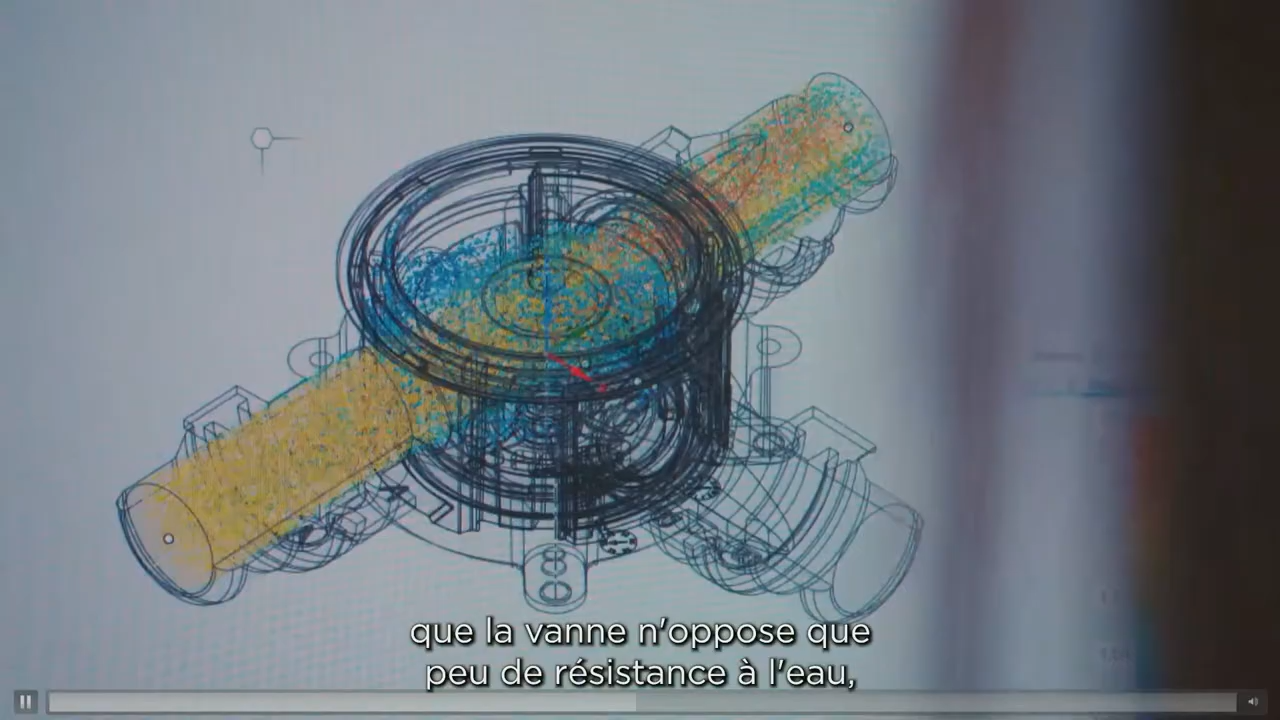 que la vanne n'oppose que
peu de résistance à l'eau,